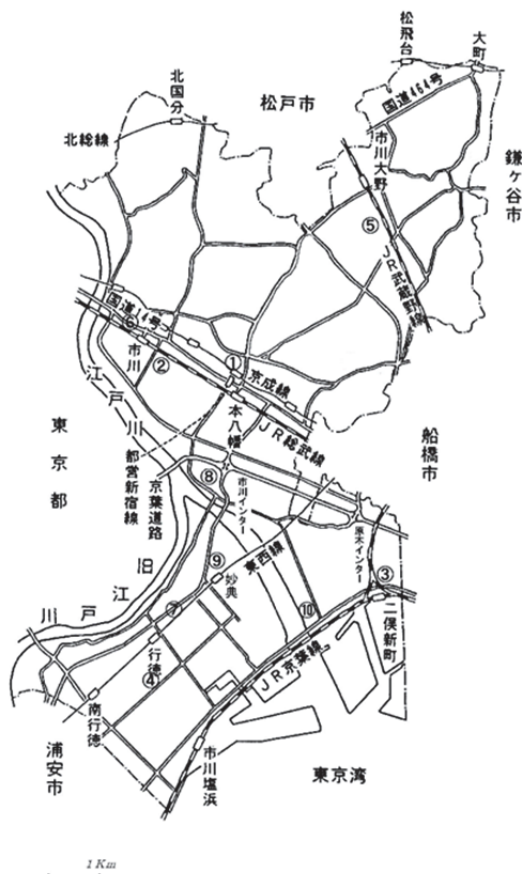 松飛台
大町
北国分
松戸市
国道464号
北総線
市川大野
鎌ヶ谷市
⑤
JR武蔵野線
国道14号
⑥
市川
②
①
京成線
江戸川
本八幡
JR総武線
東京都
船橋市
都営新宿線
京葉道路
⑧
市川インター
原木インター
東西線
旧江戸川
⑨
妙典
③
二俣新町
⑦
⑩
行徳
④
JR京葉線
南行徳
浦安市
市川塩浜
東京湾
1 Km